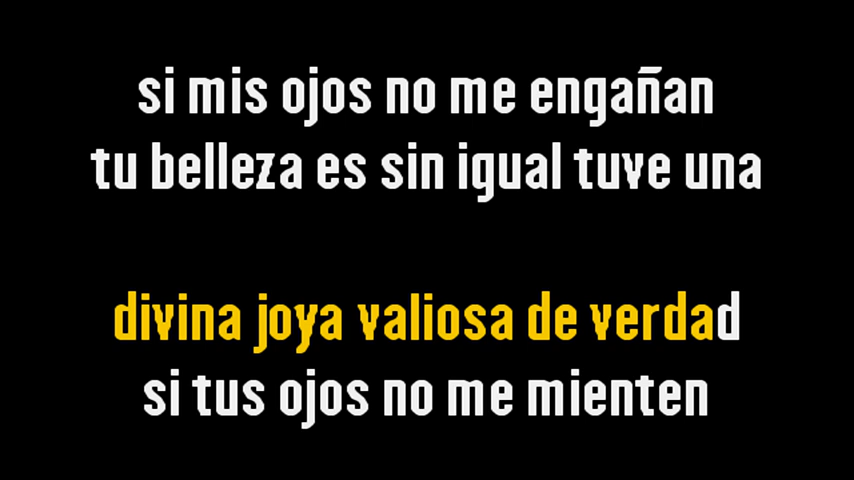 si mis ojos no me engañan
tu belleza es sin igual tuve una
divina joya valiosa de verdad
si tus ojos no me mienten